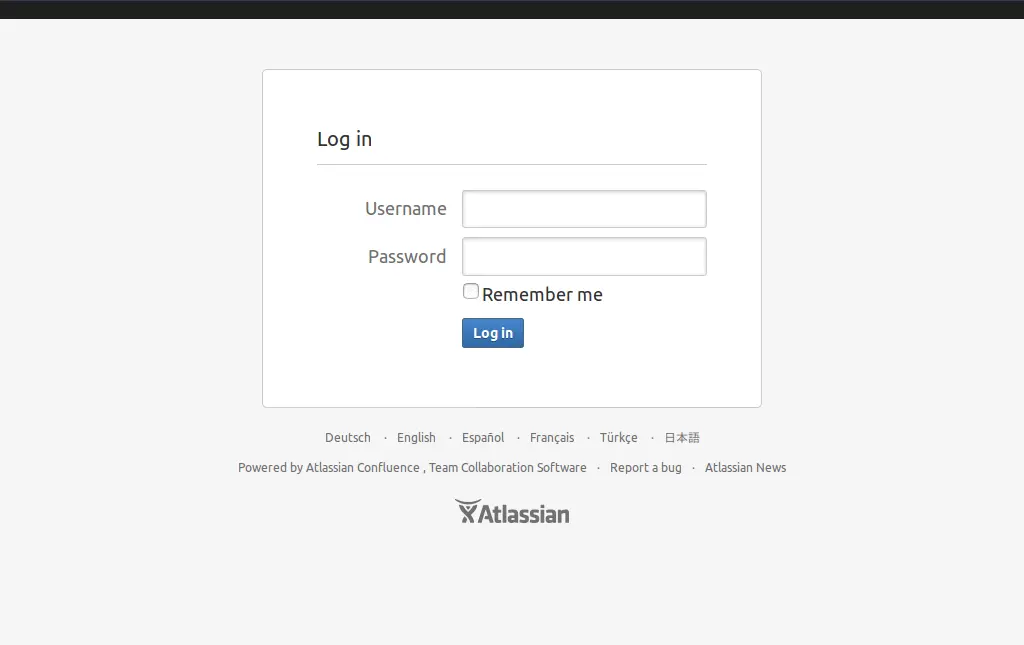 Log in
Username
Password
Remember me
Log in
Deutsch · English · Español · Français · Türkçe · 日本語
Powered by Atlassian Confluence , Team Collaboration Software · Report a bug · Atlassian News
Atlassian